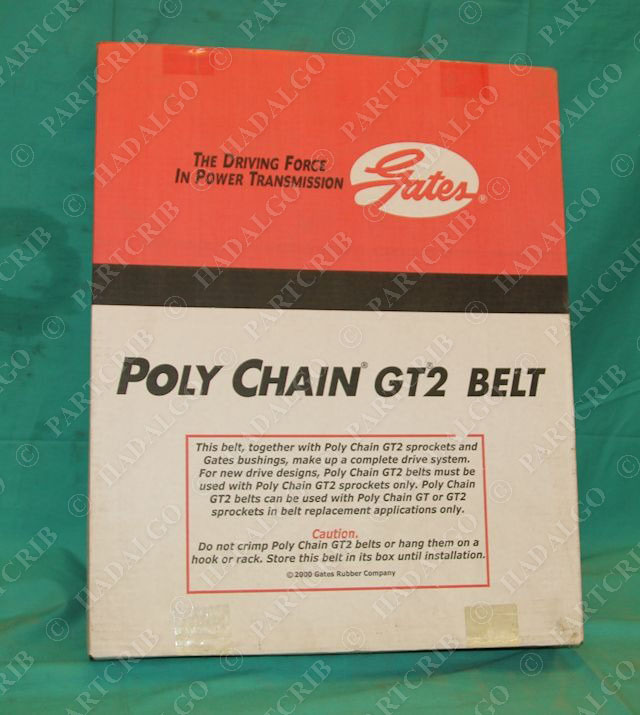 THE DRIVING FORCE
IN POWER TRANSMISSION
Gates®
POLY CHAIN® GT®2 BELT
This belt, together with Poly Chain GT2 sprockets and
Gates bushings, make up a complete drive system.
For new drive designs, Poly Chain GT2 belts must be
used with Poly Chain GT2 sprockets only. Poly Chain
GT2 belts can be used with Poly Chain GT or GT2
sprockets in belt replacement applications only.
Caution.
Do not crimp Poly Chain GT2 belts or hang them on a
hook or rack. Store this belt in its box until installation.
© 2000 Gates Rubber Company
© PARTCRIB © HADALGO